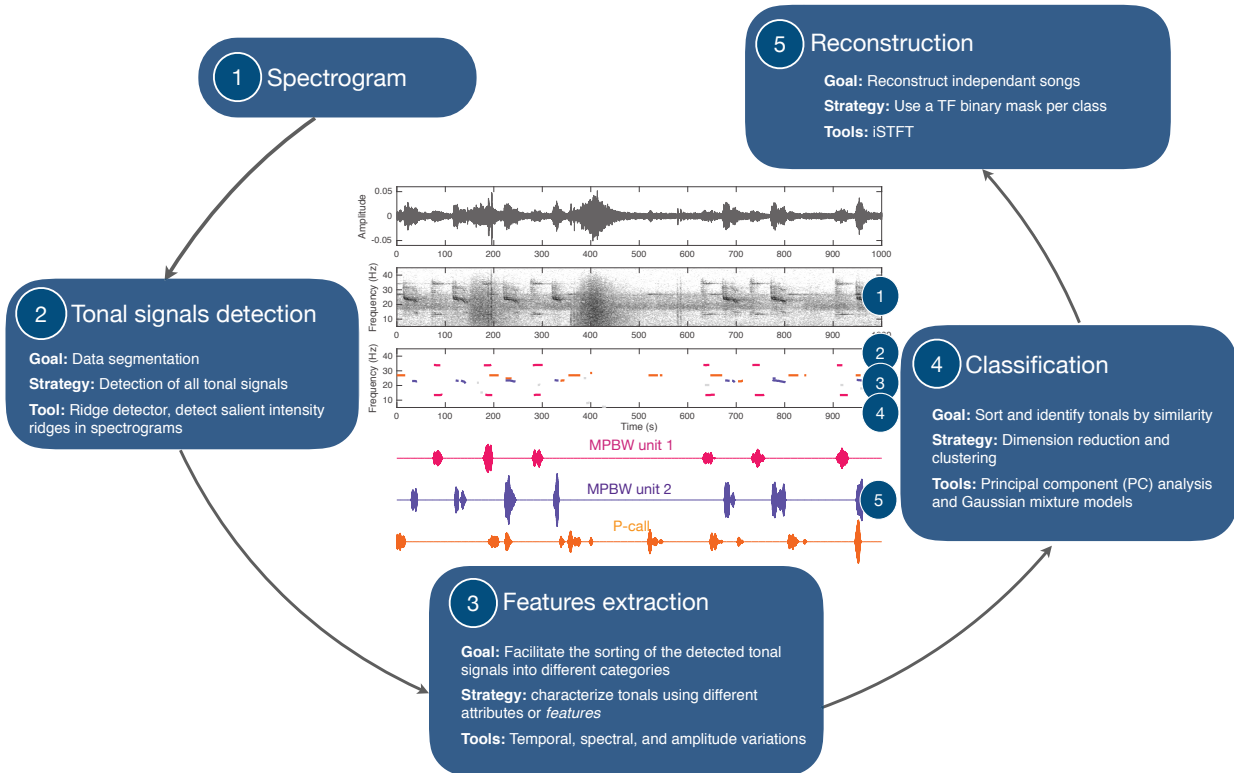 1 Spectrogram
2 Tonal signals detection
Goal: Data segmentation
Strategy: Detection of all tonal signals
Tool: Ridge detector, detect salient intensity
ridges in spectrograms
3 Features extraction
Goal: Facilitate the sorting of the detected tonal
signals into different categories
Strategy: characterize tonals using different
attributes or features
Tools: Temporal, spectral, and amplitude variations
4 Classification
Goal: Sort and identify tonals by similarity
Strategy: Dimension reduction and
clustering
Tools: Principal component (PC) analysis
and Gaussian mixture models
5 Reconstruction
Goal: Reconstruct independant songs
Strategy: Use a TF binary mask per class
Tools: iSTFT
Amplitude
0.05
0
-0.05
0 100 200 300 400 500 600 700 800 900 1000
Frequency (Hz)
40
30
20
10
0 100 200 300 400 500 600 700 800 900 1000
1
Frequency (Hz)
40
30
20
10
0 100 200 300 400 500 600 700 800 900
Time (s)
2
3
4
MPBW unit 1
MPBW unit 2
5
P-call